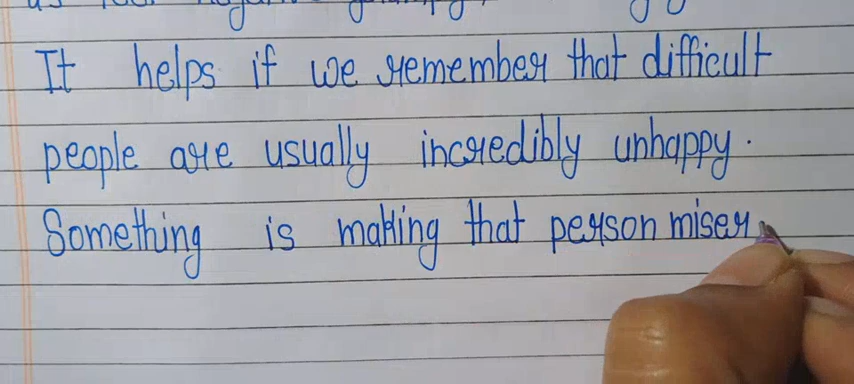 It helps if we remember that difficult
people are usually incredibly unhappy.
Something is making that person miser